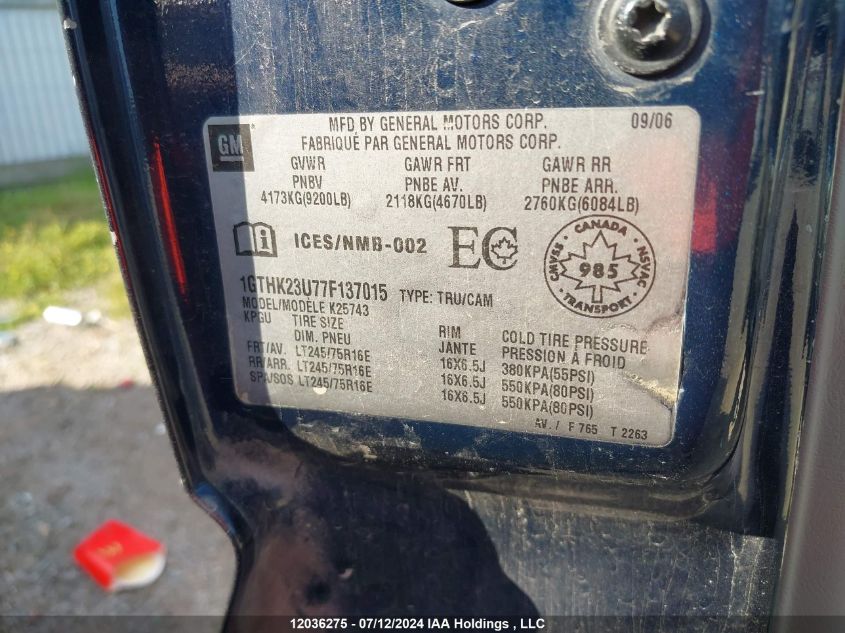 MFD BY GENERAL MOTORS CORP. 09/06
FABRIQUÉ PAR GENERAL MOTORS CORP.
GM
GVWR GAWR FRT GAWR RR
PNBV PNBE AV. PNBE ARR.
4173KG(9200LB) 2118KG(4670LB) 2760KG(6084LB)
ICES/NMB-002 EC
CANADA
CMVSS NSVAC
985
TRANSPORT
1GTHK23U77F137015 TYPE: TRU/CAM
MODEL/MODÈLE K25743
KPGU TIRE SIZE RIM COLD TIRE PRESSURE
DIM. PNEU JANTE PRESSION À FROID
FRT/AV. LT245/75R16E 16X6.5J 380KPA(55PSI)
RR/ARR. LT245/75R16E 16X6.5J 550KPA(80PSI)
SPA/SOS LT245/75R16E 16X6.5J 550KPA(80PSI)
AV. / F 765 T 2263
12036275 - 07/12/2024 IAA Holdings , LLC